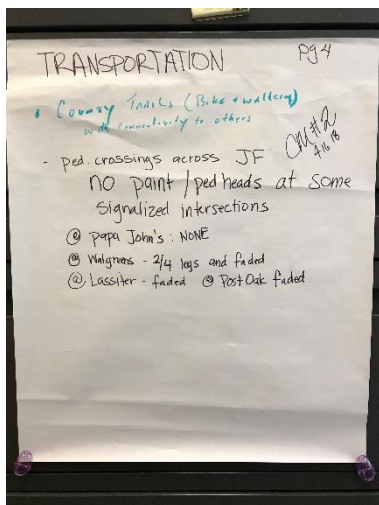 TRANSPORTATION
Pg 4
• County Trails (Bike + walking)
with connectivity to others
CM#2
4.16.18
- ped. crossings across JF
no paint/ped heads at some
signalized intersections
@ Papa John's: NONE
@ Walgreens - 2/4 legs and faded
@ Lassiter - faded @ Post Oak faded